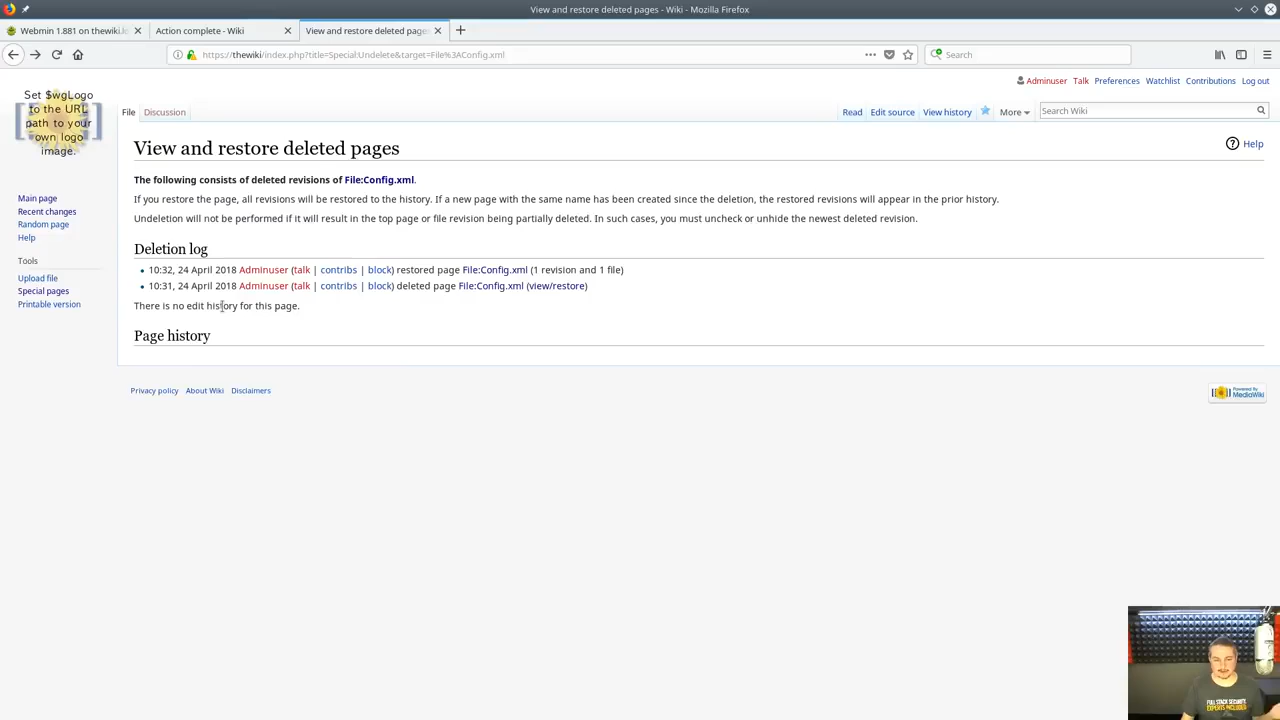 View and restore deleted pages - Wiki - Mozilla Firefox
Webmin 1.881 on thewiki.lo
Action complete - Wiki
View and restore deleted pages
https://thewiki/index.php?title=Special:Undelete&target=File%3AConfig.xml
Search
Adminuser Talk Preferences Watchlist Contributions Log out
Set $wgLogo
to the URL
path to your
own logo
image.
File Discussion
Read Edit source View history More
Search Wiki
View and restore deleted pages
Help
The following consists of deleted revisions of File:Config.xml.
If you restore the page, all revisions will be restored to the history. If a new page with the same name has been created since the deletion, the restored revisions will appear in the prior history.
Undeletion will not be performed if it will result in the top page or file revision being partially deleted. In such cases, you must uncheck or unhide the newest deleted revision.
Main page
Recent changes
Random page
Help
Tools
Upload file
Special pages
Printable version
Deletion log
10:32, 24 April 2018 Adminuser (talk | contribs | block) restored page File:Config.xml (1 revision and 1 file)
10:31, 24 April 2018 Adminuser (talk | contribs | block) deleted page File:Config.xml (view/restore)
There is no edit history for this page.
Page history
Privacy policy About Wiki Disclaimers
Powered By
MediaWiki
FULL STACK SECURITY
EXPERTS INCLUDED